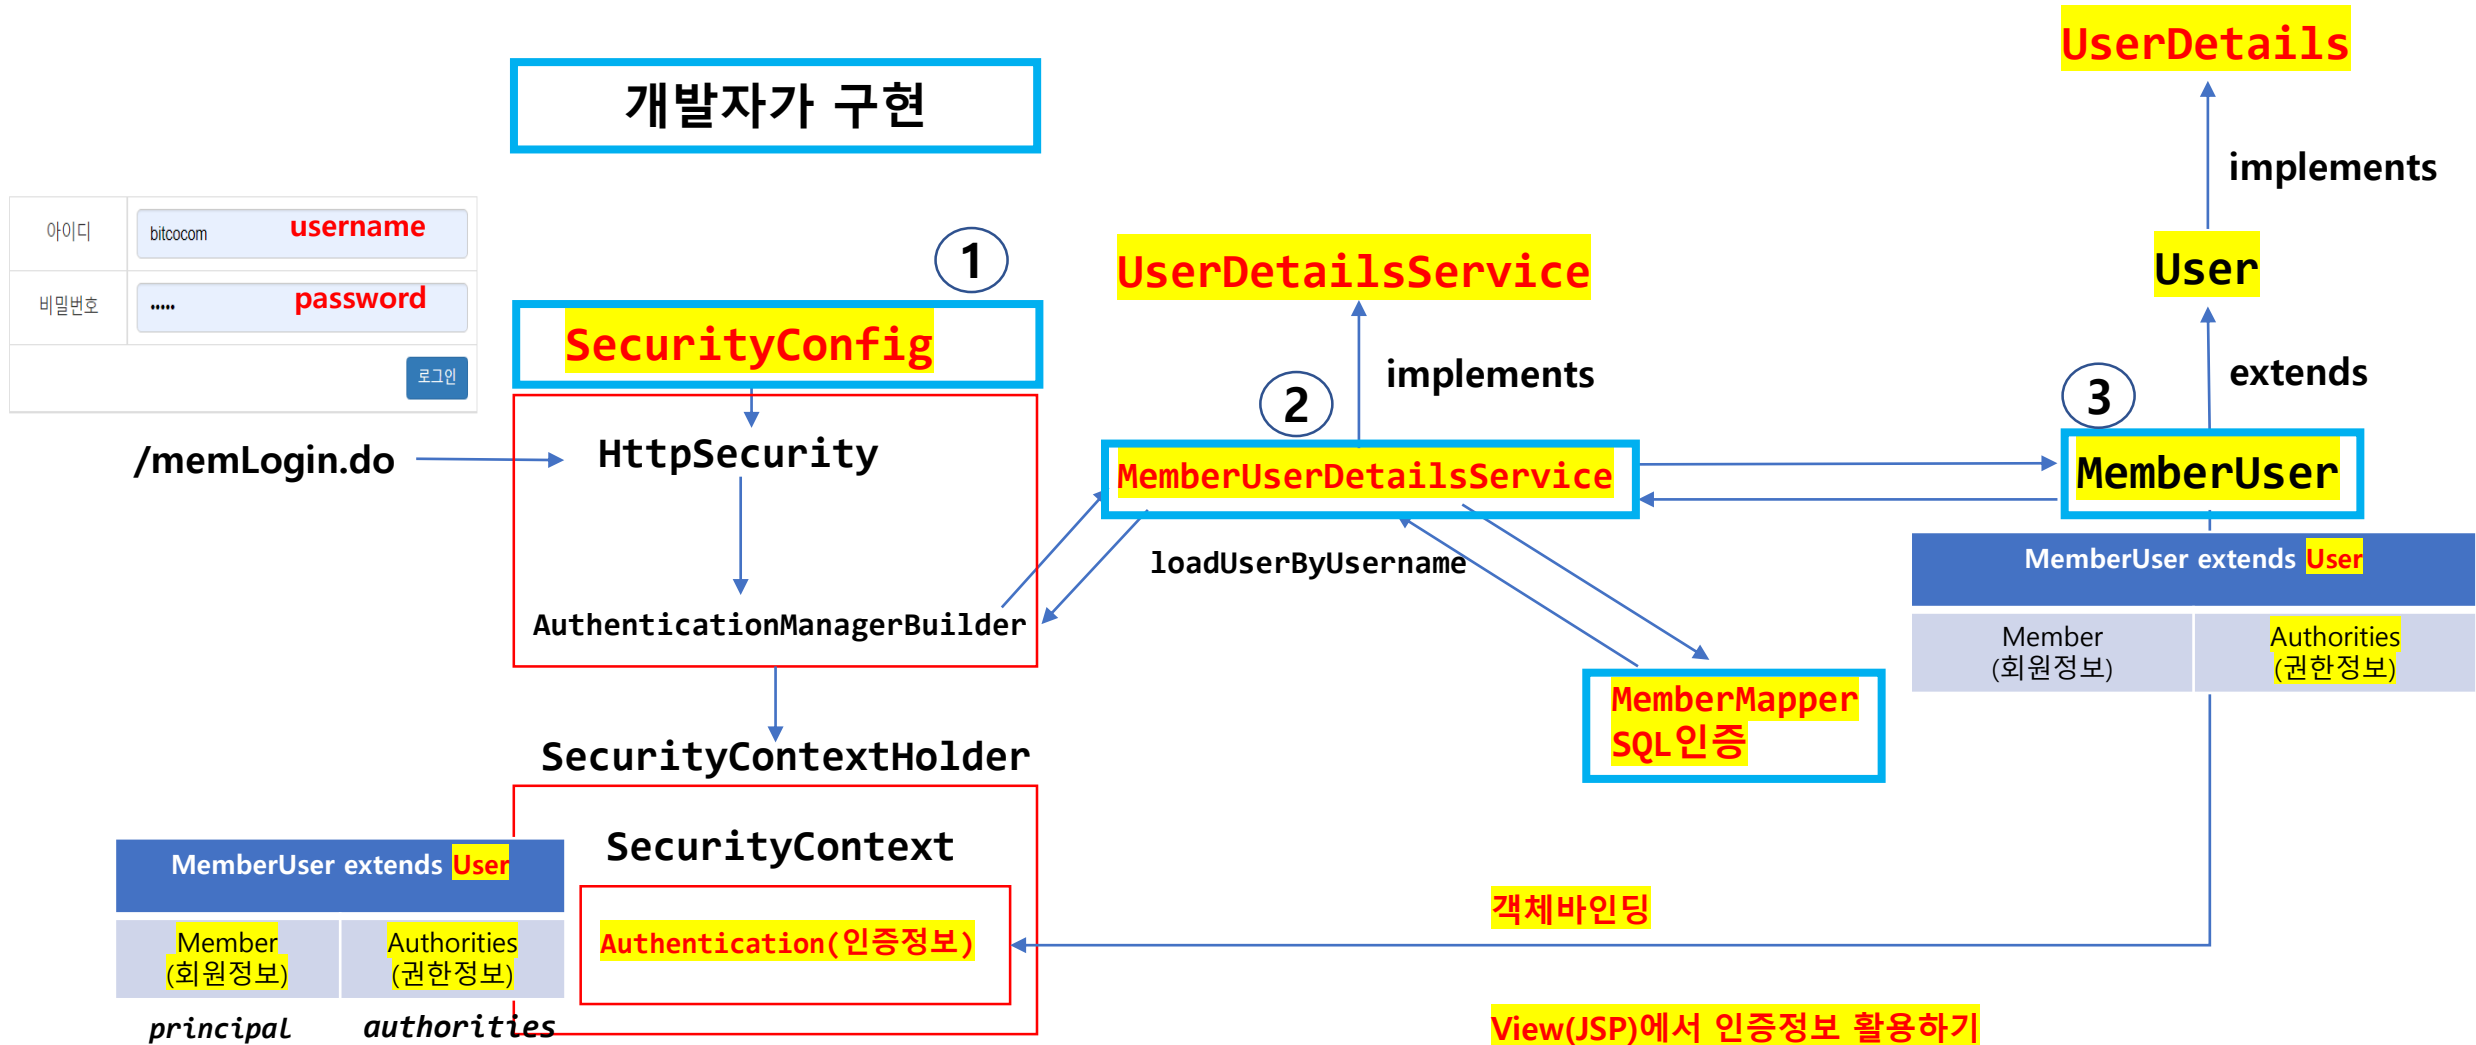 UserDetails
개발자가 구현
implements
아이디
bitcocom
username
비밀번호
•••••
password
로그인
1
SecurityConfig
UserDetailsService
implements
User
extends
2
3
/memLogin.do
HttpSecurity
MemberUserDetailsService
MemberUser
loadUserByUsername
AuthenticationManagerBuilder
MemberUser extends User
Member
(회원정보)
Authorities
(권한정보)
MemberMapper
SQL인증
SecurityContextHolder
SecurityContext
MemberUser extends User
Member
(회원정보)
Authorities
(권한정보)
principal
authorities
Authentication(인증정보)
객체바인딩
View(JSP)에서 인증정보 활용하기